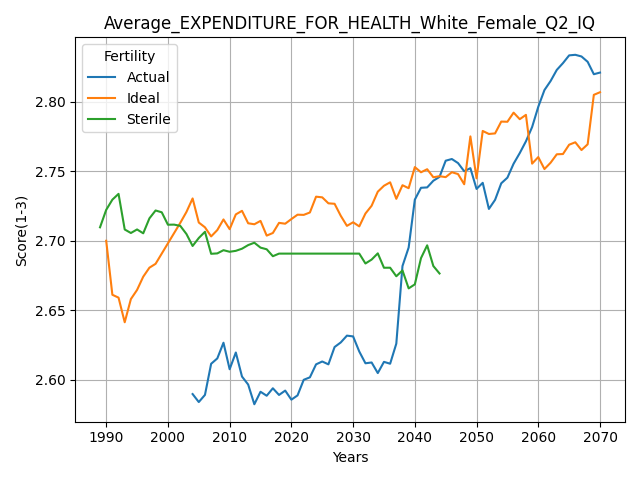 Average_EXPENDITURE_FOR_HEALTH_White_Female_Q2_IQ
Fertility
Actual
Ideal
Sterile
Score(1-3)
2.80
2.75
2.70
2.65
2.60
1990 2000 2010 2020 2030 2040 2050 2060 2070
Years